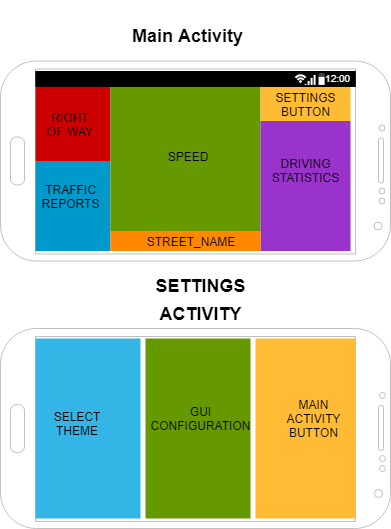 Main Activity
12:00
RIGHT
OF WAY
SPEED
SETTINGS
BUTTON
TRAFFIC
REPORTS
DRIVING
STATISTICS
STREET_NAME
SETTINGS
ACTIVITY
SELECT
THEME
GUI
CONFIGURATION
MAIN
ACTIVITY
BUTTON